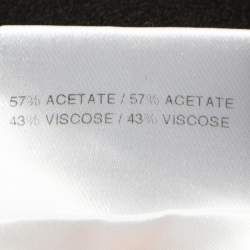 57% ACETATE / 57% ACETATE
43% VISCOSE / 43% VISCOSE